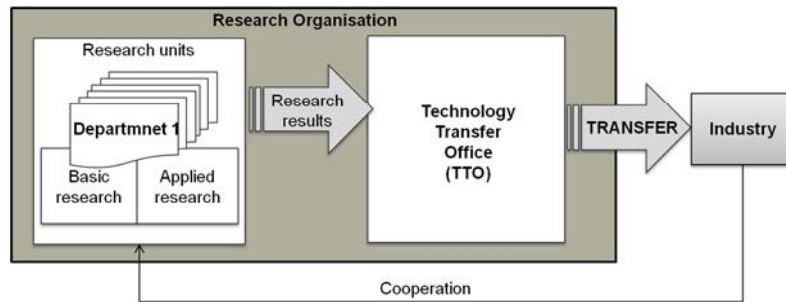 Research Organisation
Research units
Departmnet 1
Basic
research
Applied
research
Research
results
Technology
Transfer
Office
(TTO)
TRANSFER
Industry
Cooperation